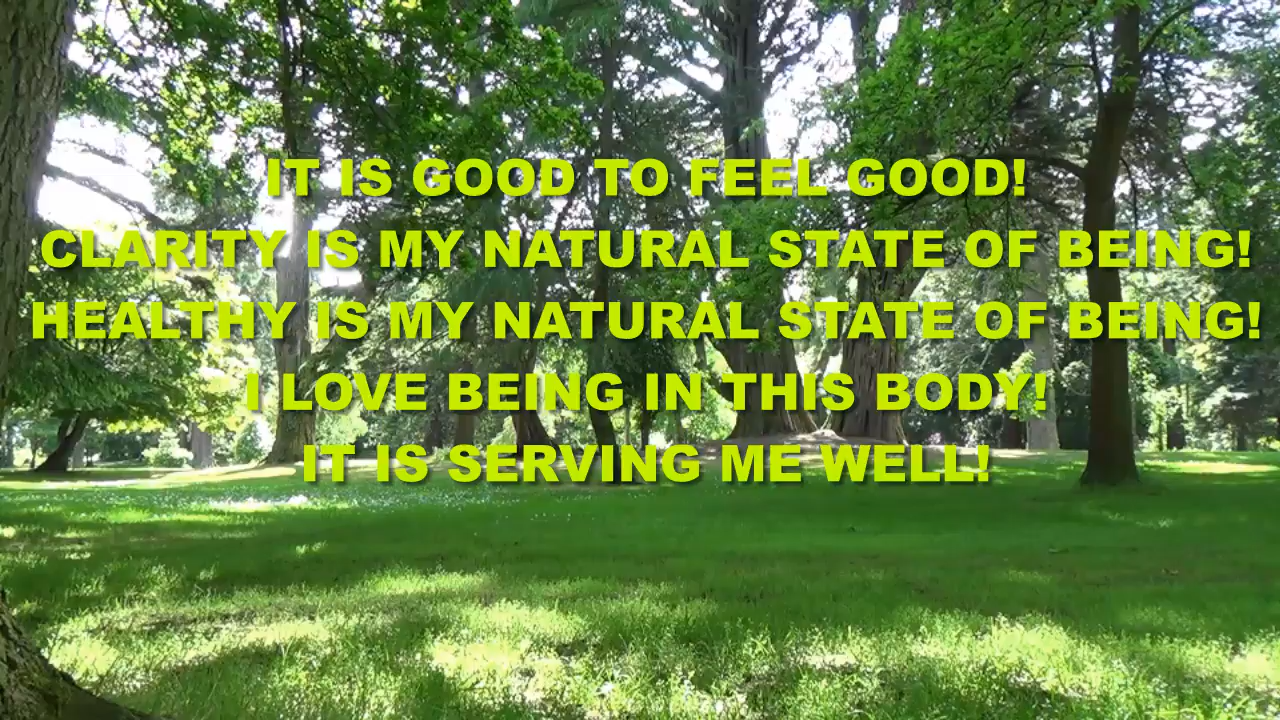 IT IS GOOD TO FEEL GOOD!
CLARITY IS MY NATURAL STATE OF BEING!
HEALTHY IS MY NATURAL STATE OF BEING!
I LOVE BEING IN THIS BODY!
IT IS SERVING ME WELL!